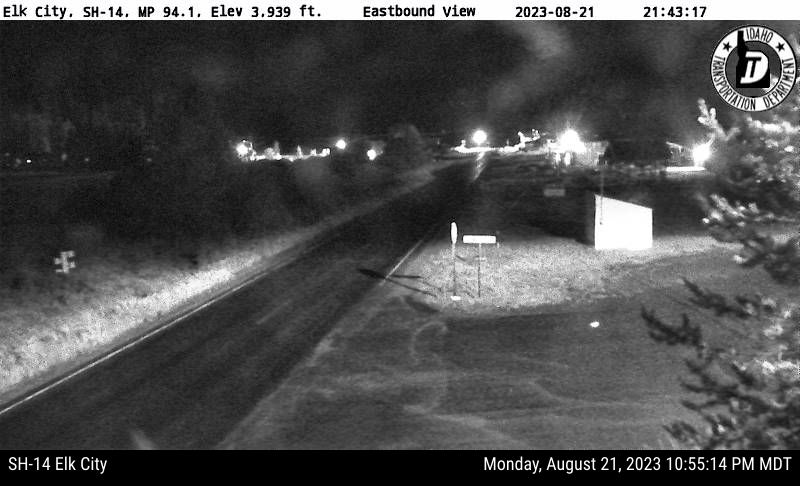 Elk City, SH-14, MP 94.1, Elev 3,939 ft. Eastbound View 2023-08-21 21:43:17
IDAHO
TRANSPORTATION DEPARTMENT
SH-14 Elk City Monday, August 21, 2023 10:55:14 PM MDT